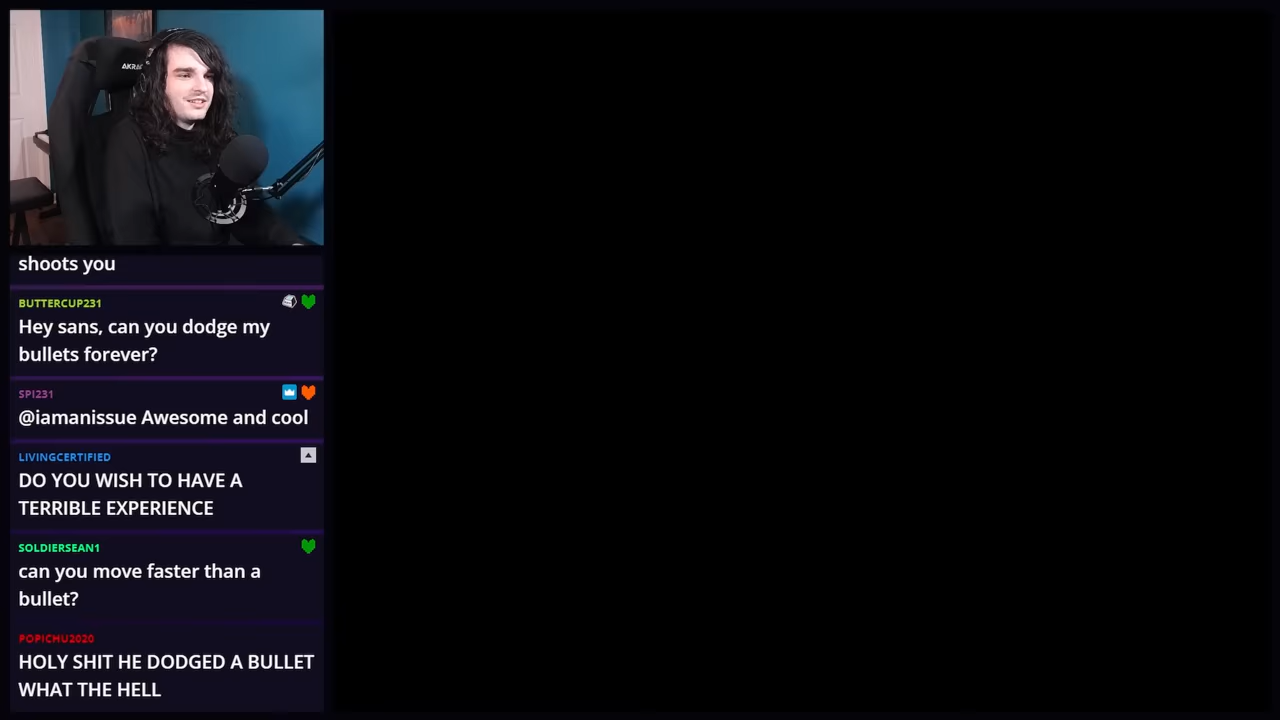 AKRA
shoots you
BUTTERCUP231
Hey sans, can you dodge my
bullets forever?
SPI231
@iamanissue Awesome and cool
LIVINGCERTIFIED
DO YOU WISH TO HAVE A
TERRIBLE EXPERIENCE
SOLDIERSEAN1
can you move faster than a
bullet?
POPICHU2020
HOLY SHIT HE DODGED A BULLET
WHAT THE HELL